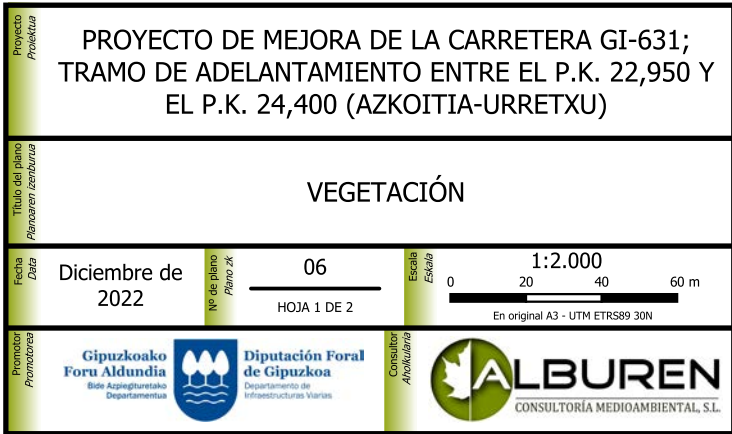 Proyecto
Proiektua
PROYECTO DE MEJORA DE LA CARRETERA GI-631;
TRAMO DE ADELANTAMIENTO ENTRE EL P.K. 22,950 Y
EL P.K. 24,400 (AZKOITIA-URRETXU)
Título del plano
Planoaren izenburua
VEGETACIÓN
Fecha
Data
Diciembre de
2022
Nº de plano
Plano zk
06
HOJA 1 DE 2
Escala
Eskala
1:2.000
0 20 40 60 m
En original A3 - UTM ETRS89 30N
Promotor
Promotorea
Gipuzkoako
Foru Aldundia
Bide Azpiegituretako
Departamentua
Diputación Foral
de Gipuzkoa
Departamento de
Infraestructuras Viarias
Consultor
Aholkularia
ALBUREN
CONSULTORÍA MEDIOAMBIENTAL, S.L.